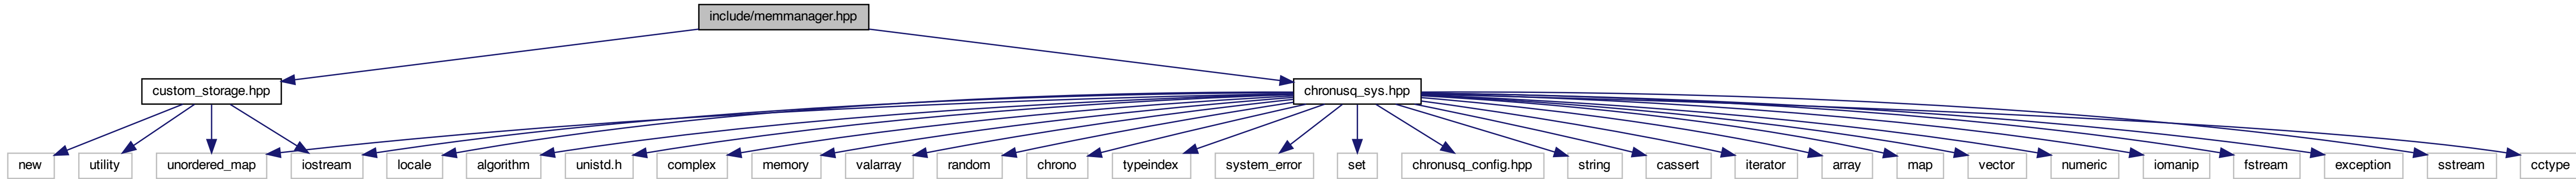 include/memmanager.hpp
custom_storage.hpp
chronusq_sys.hpp
new
utility
unordered_map
iostream
locale
algorithm
unistd.h
complex
memory
valarray
random
chrono
typeindex
system_error
set
chronusq_config.hpp
string
cassert
iterator
array
map
vector
numeric
iomanip
fstream
exception
sstream
cctype